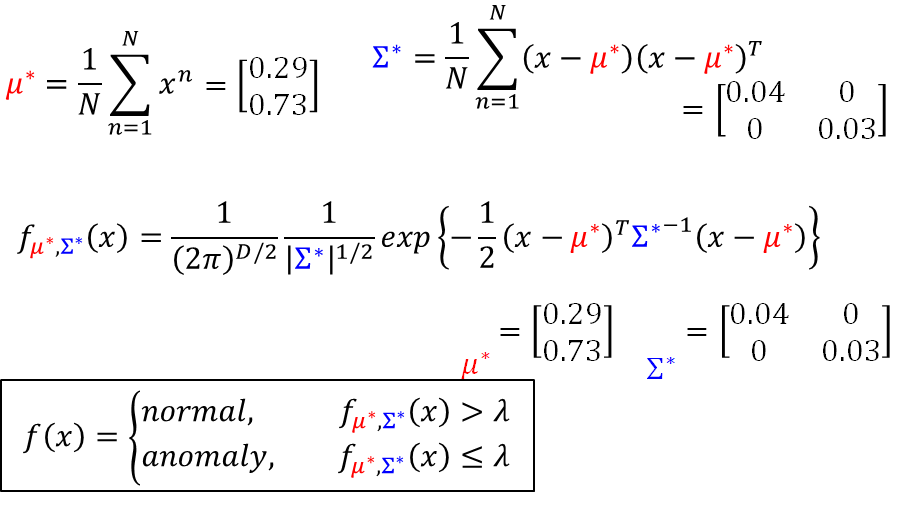 μ* = 1/N ∑_{n=1}^{N} xⁿ = [0.29; 0.73]
Σ* = 1/N ∑_{n=1}^{N} (x − μ*)(x − μ*)ᵀ
= [0.04 0; 0 0.03]
f_{μ*,Σ*}(x) = 1/(2π)^{D/2} 1/|Σ*|^{1/2} exp{−1/2 (x − μ*)ᵀ Σ*⁻¹ (x − μ*)}
μ* = [0.29; 0.73] Σ* = [0.04 0; 0 0.03]
f(x) = { normal, f_{μ*,Σ*}(x) > λ
anomaly, f_{μ*,Σ*}(x) ≤ λ